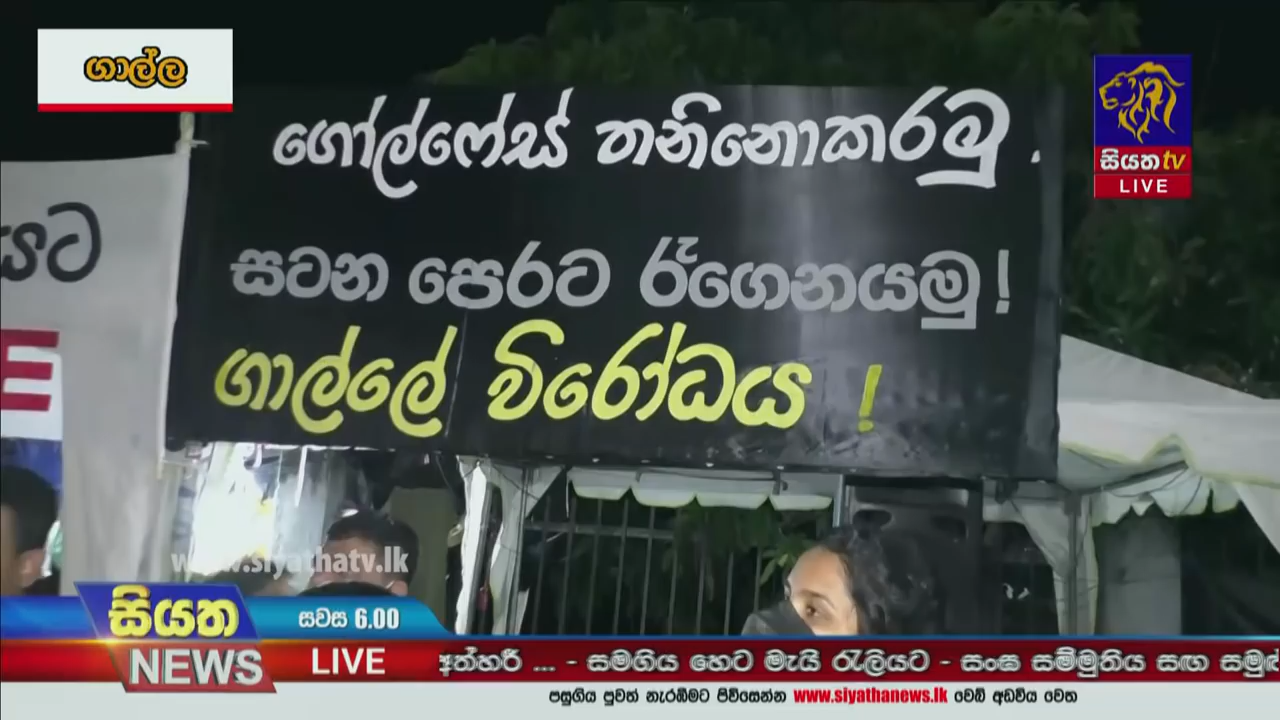 ගාල්ල
ගෝල්ෆේස් තනිනොකරමු .
සියත tv
LIVE
යට
සටන පෙරට රෑගෙනයමු !
ගාල්ලේ විරෝධය !
E
www.siyathatv.lk
සියත
සවස 6.00
NEWS
LIVE
අත්හරී ... - සමගිය හෙට මැයි රැලියට - සංඝ සම්මුතිය සඟ සමුළු
පසුගිය පුවත් නැරඹීමට පිවිසෙන්න www.siyathanews.lk වෙබ් අඩවිය වෙත